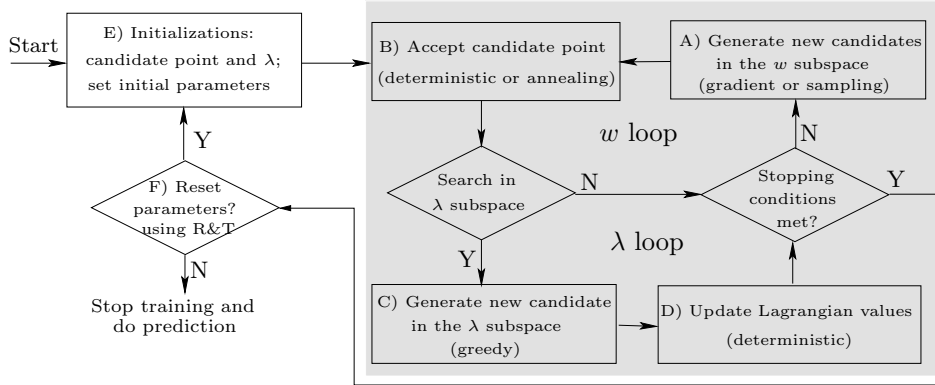 Start
E) Initializations:
candidate point and λ;
set initial parameters
B) Accept candidate point
(deterministic or annealing)
A) Generate new candidates
in the w subspace
(gradient or sampling)
Y
w loop
N
F) Reset
parameters?
using R&T
Search in
λ subspace
N
Stopping
conditions
met?
Y
λ loop
N
Y
Stop training and
do prediction
C) Generate new candidate
in the λ subspace
(greedy)
D) Update Lagrangian values
(deterministic)